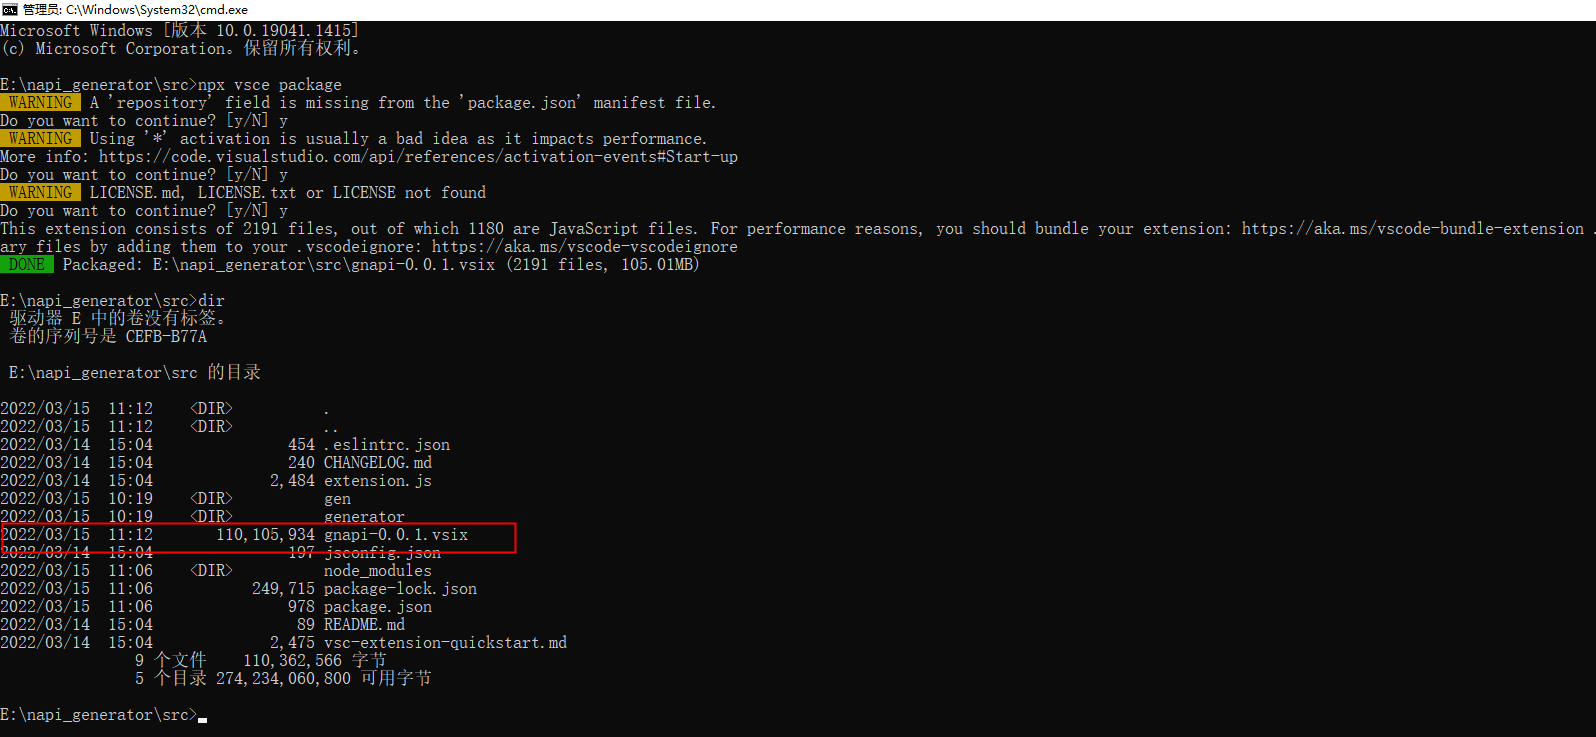 管理员: C:\Windows\System32\cmd.exe
Microsoft Windows [版本 10.0.19041.1415]
(c) Microsoft Corporation。保留所有权利。
E:\napi_generator\src>npx vsce package
WARNING A 'repository' field is missing from the 'package.json' manifest file.
Do you want to continue? [y/N] y
WARNING Using '*' activation is usually a bad idea as it impacts performance.
More info: https://code.visualstudio.com/api/references/activation-events#Start-up
Do you want to continue? [y/N] y
WARNING LICENSE.md, LICENSE.txt or LICENSE not found
Do you want to continue? [y/N] y
This extension consists of 2191 files, out of which 1180 are JavaScript files. For performance reasons, you should bundle your extension: https://aka.ms/vscode-bundle-extension .
ary files by adding them to your .vscodeignore: https://aka.ms/vscode-vscodeignore
DONE Packaged: E:\napi_generator\src\gnapi-0.0.1.vsix (2191 files, 105.01MB)
E:\napi_generator\src>dir
驱动器 E 中的卷没有标签。
卷的序列号是 CEFB-B77A
E:\napi_generator\src 的目录
2022/03/15 11:12 <DIR> .
2022/03/15 11:12 <DIR> ..
2022/03/14 15:04 454 .eslintrc.json
2022/03/14 15:04 240 CHANGELOG.md
2022/03/14 15:04 2,484 extension.js
2022/03/15 10:19 <DIR> gen
2022/03/15 10:19 <DIR> generator
2022/03/15 11:12 110,105,934 gnapi-0.0.1.vsix
2022/03/14 15:04 197 jsconfig.json
2022/03/15 11:06 <DIR> node_modules
2022/03/15 11:06 249,715 package-lock.json
2022/03/15 11:06 978 package.json
2022/03/14 15:04 89 README.md
2022/03/14 15:04 2,475 vsc-extension-quickstart.md
9 个文件 110,362,566 字节
5 个目录 274,234,060,800 可用字节
E:\napi_generator\src>